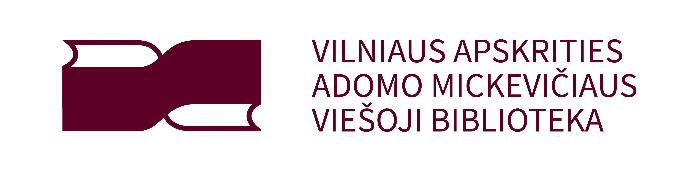 VILNIAUS APSKRITIES
ADOMO MICKEVIČIAUS
VIEŠOJI BIBLIOTEKA